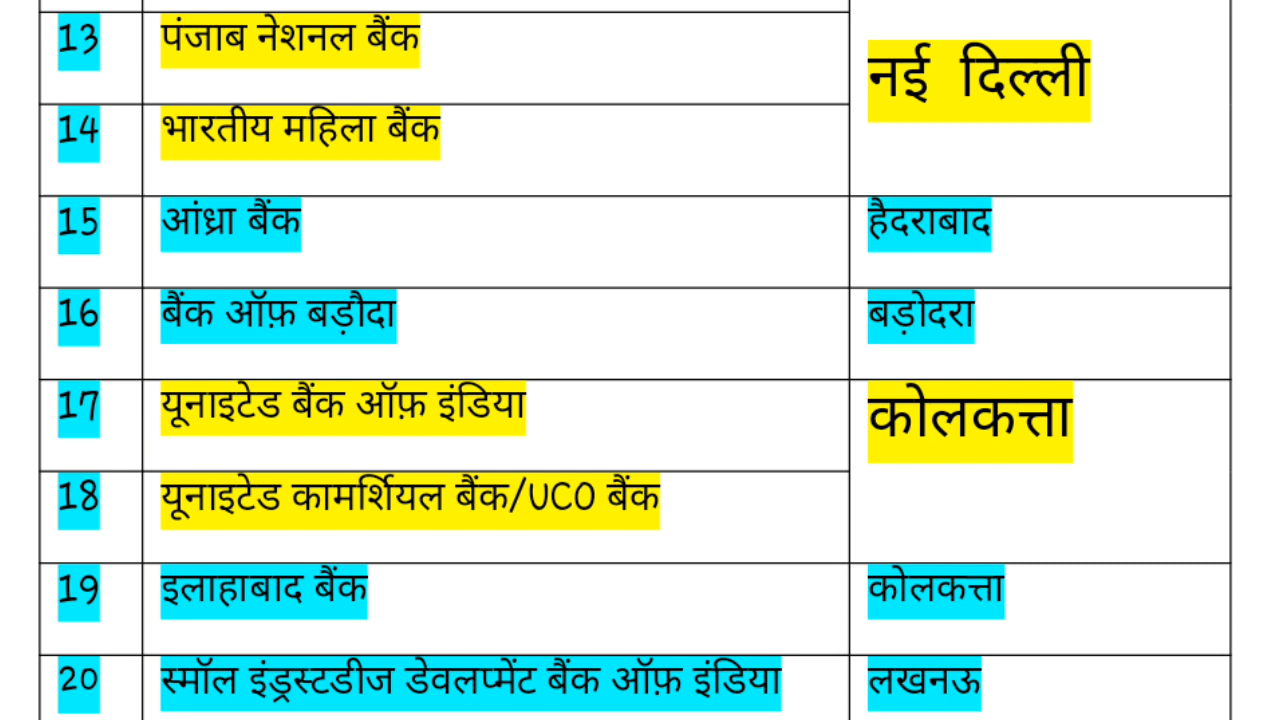 13 पंजाब नेशनल बैंक
नई दिल्ली
14 भारतीय महिला बैंक
15 आंध्रा बैंक हैदराबाद
16 बैंक ऑफ़ बड़ौदा बड़ोदरा
17 यूनाइटेड बैंक ऑफ़ इंडिया कोलकत्ता
18 यूनाइटेड कामर्शियल बैंक/UCO बैंक
19 इलाहाबाद बैंक कोलकत्ता
20 स्मॉल इंड्रस्टडीज डेवलप्मेंट बैंक ऑफ़ इंडिया लखनऊ